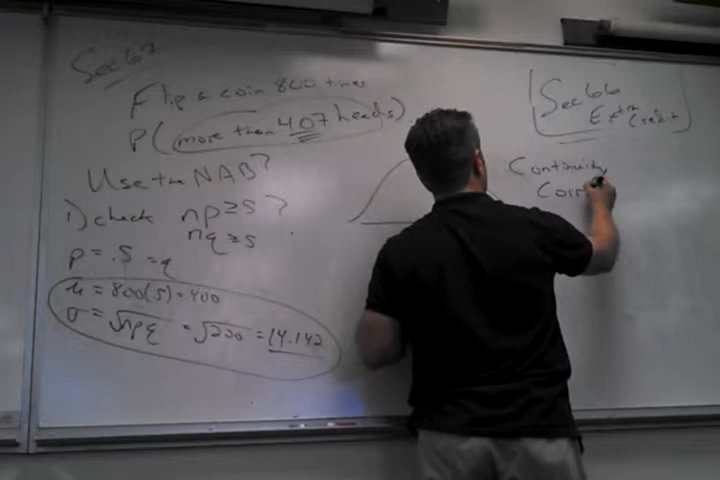 Sec 6.7
Flip a coin 800 times
P(more than 407 heads)
Use the NAB?
1) check np ≥ 5 ?
nq ≥ 5
p = .5 = q
μ = 800(.5) = 400
σ = √npq = √200 = 14.142
Sec 6.6
Extra Credit
Continuity
Corr